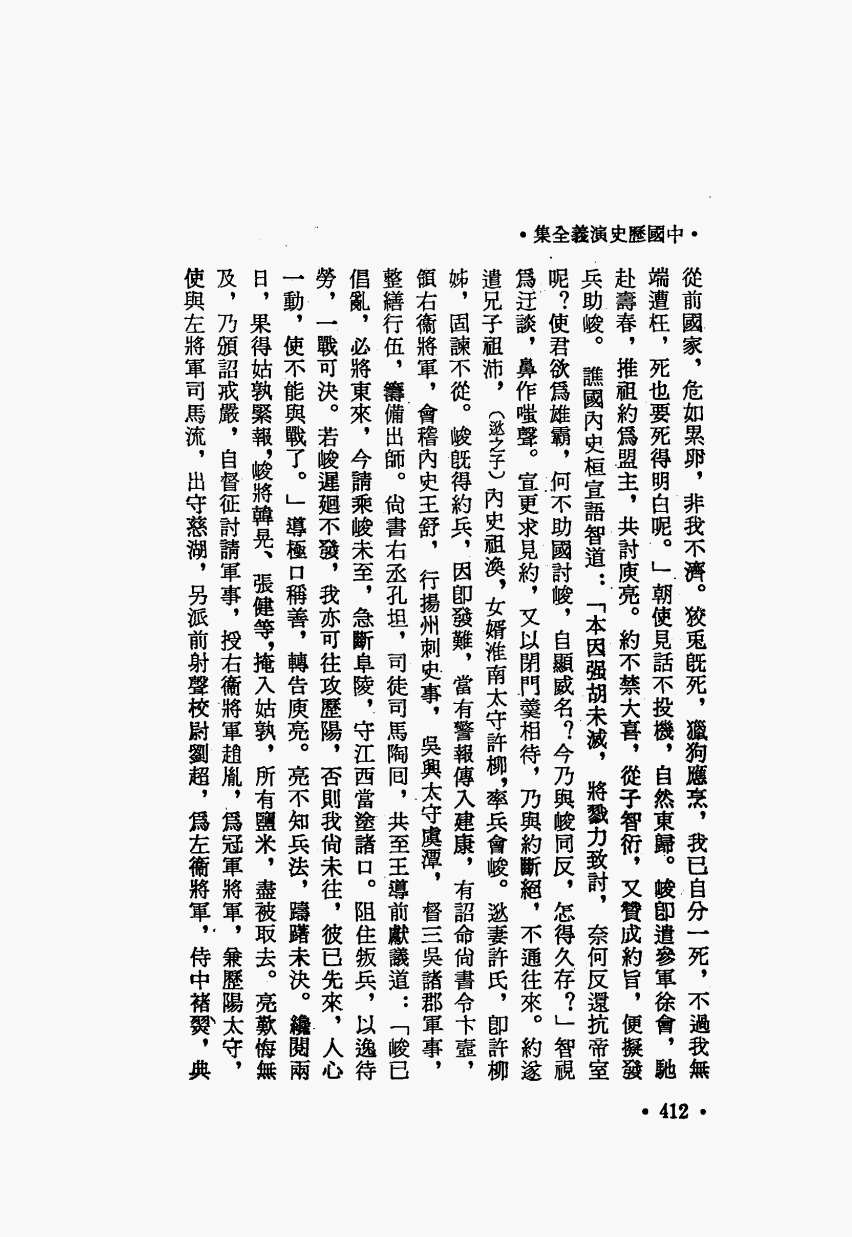 •中國歷史演義全集•
從前國家，危如累卵，非我不濟。狡兎旣死，獵狗應烹，我已自分一死，不過我無
端遭枉，死也要死得明白呢。」朝使見話不投機，自然東歸。峻卽遣參軍徐會，馳
赴壽春，推祖約爲盟主，共討庾亮。約不禁大喜，從子智衍，又贊成約旨，便擬發
兵助峻。譙國內史桓宣語智道：「本因强胡未滅，將戮力致討，奈何反還抗帝室
呢？使君欲爲雄霸，何不助國討峻，自顯威名？今乃與峻同反，怎得久存？」智視
爲迂談，鼻作嗤聲。宣更求見約，又以閉門羹相待，乃與約斷絕，不通往來。約遂
遣兄子祖沛，（逖之子）內史祖渙，女婿淮南太守許柳，率兵會峻。逖妻許氏，卽許柳
姊，固諫不從。峻旣得約兵，因卽發難，當有警報傳入建康，有詔命尙書令卞壼，
領右衞將軍，會稽內史王舒，行揚州刺史事，吳興太守虞潭，督三吳諸郡軍事，
整繕行伍，籌備出師。尙書右丞孔坦，司徒司馬陶回，共至王導前獻議道：「峻已
倡亂，必將東來，今請乘峻未至，急斷阜陵，守江西當塗諸口。阻住叛兵，以逸待
勞，一戰可決。若峻遲廻不發，我亦可往攻歷陽，否則我尙未往，彼已先來，人心
一動，使不能與戰了。」導極口稱善，轉告庾亮。亮不知兵法，躊躇未決。纔閱兩
日，果得姑孰緊報，峻將韓晃、張健等，掩入姑孰，所有鹽米，盡被取去。亮歎悔無
及，乃頒詔戒嚴，自督征討諸軍事，授右衞將軍趙胤，爲冠軍將軍，兼歷陽太守，
使與左將軍司馬流，出守慈湖，另派前射聲校尉劉超，爲左衞將軍，侍中褚翜，典
•412•